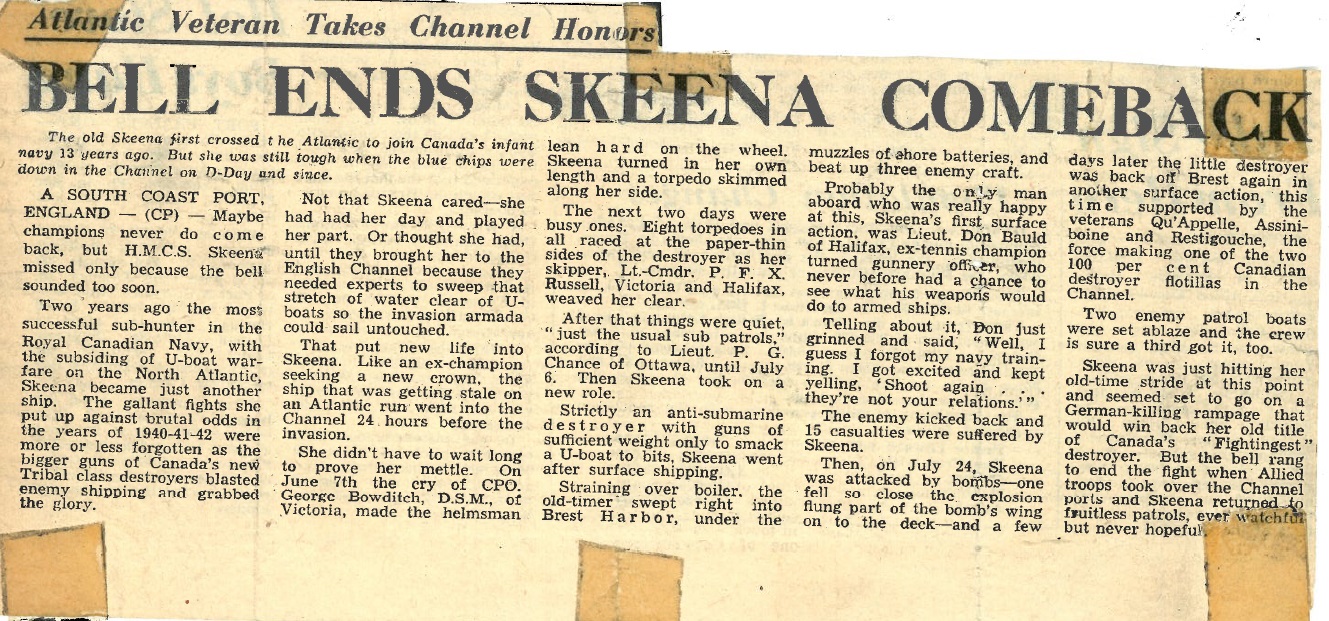 Atlantic Veteran Takes Channel Honors
BELL ENDS SKEENA COMEBACK
The old Skeena first crossed the Atlantic to join Canada's infant
navy 13 years ago. But she was still tough when the blue chips were
down in the Channel on D-Day and since.
A SOUTH COAST PORT,
ENGLAND — (CP) — Maybe
champions never do come
back, but H.M.C.S. Skeena
missed only because the bell
sounded too soon.
Two years ago the most
successful sub-hunter in the
Royal Canadian Navy, with
the subsiding of U-boat war-
fare on the North Atlantic,
Skeena became just another
ship. The gallant fights she
put up against brutal odds in
the years of 1940-41-42 were
more or less forgotten as the
bigger guns of Canada's new
Tribal class destroyers blasted
enemy shipping and grabbed
the glory.
Not that Skeena cared—she
had had her day and played
her part. Or thought she had,
until they brought her to the
English Channel because they
needed experts to sweep that
stretch of water clear of U-
boats so the invasion armada
could sail untouched.
That put new life into
Skeena. Like an ex-champion
seeking a new crown, the
ship that was getting stale on
an Atlantic run went into the
Channel 24 hours before the
invasion.
She didn't have to wait long
to prove her mettle. On
June 7th the cry of CPO.
George Bowditch, D.S.M., of
Victoria, made the helmsman
lean hard on the wheel.
Skeena turned in her own
length and a torpedo skimmed
along her side.
The next two days were
busy ones. Eight torpedoes in
all raced at the paper-thin
sides of the destroyer as her
skipper, Lt.-Cmdr. P. F. X.
Russell, Victoria and Halifax,
weaved her clear.
After that things were quiet,
"just the usual sub patrols,"
according to Lieut. P. G.
Chance of Ottawa, until July
6. Then Skeena took on a
new role.
Strictly an anti-submarine
destroyer with guns of
sufficient weight only to smack
a U-boat to bits, Skeena went
after surface shipping.
Straining over boiler, the
old-timer swept right into
Brest Harbor, under the
muzzles of shore batteries, and
beat up three enemy craft.
Probably the only man
aboard who was really happy
at this, Skeena's first surface
action, was Lieut. Don Bauld
of Halifax, ex-tennis champion
turned gunnery officer, who
never before had a chance to
see what his weapons would
do to armed ships.
Telling about it, Don just
grinned and said, "Well, I
guess I forgot my navy train-
ing. I got excited and kept
yelling, 'Shoot again . . .
they're not your relations.'"
The enemy kicked back and
15 casualties were suffered by
Skeena.
Then, on July 24, Skeena
was attacked by bombs—one
fell so close the explosion
flung part of the bomb's wing
on to the deck—and a few
days later the little destroyer
was back off Brest again in
another surface action, this
time supported by the
veterans Qu'Appelle, Assini-
boine and Restigouche, the
force making one of the two
100 per cent Canadian
destroyer flotillas in the
Channel.
Two enemy patrol boats
were set ablaze and the crew
is sure a third got it, too.
Skeena was just hitting her
old-time stride at this point
and seemed set to go on a
German-killing rampage that
would win back her old title
of Canada's "Fightingest"
destroyer. But the bell rang
to end the fight when Allied
troops took over the Channel
ports and Skeena returned to
fruitless patrols, ever watchful
but never hopeful.